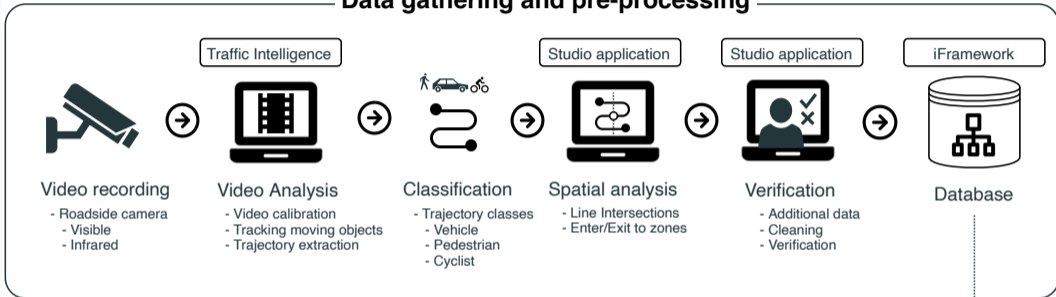 Data gathering and pre-processing
Traffic Intelligence
Studio application
Studio application
iFramework
Video recording
- Roadside camera
- Visible
- Infrared
Video Analysis
- Video calibration
- Tracking moving objects
- Trajectory extraction
Classification
- Trajectory classes
- Vehicle
- Pedestrian
- Cyclist
Spatial analysis
- Line Intersections
- Enter/Exit to zones
Verification
- Additional data
- Cleaning
- Verification
Database